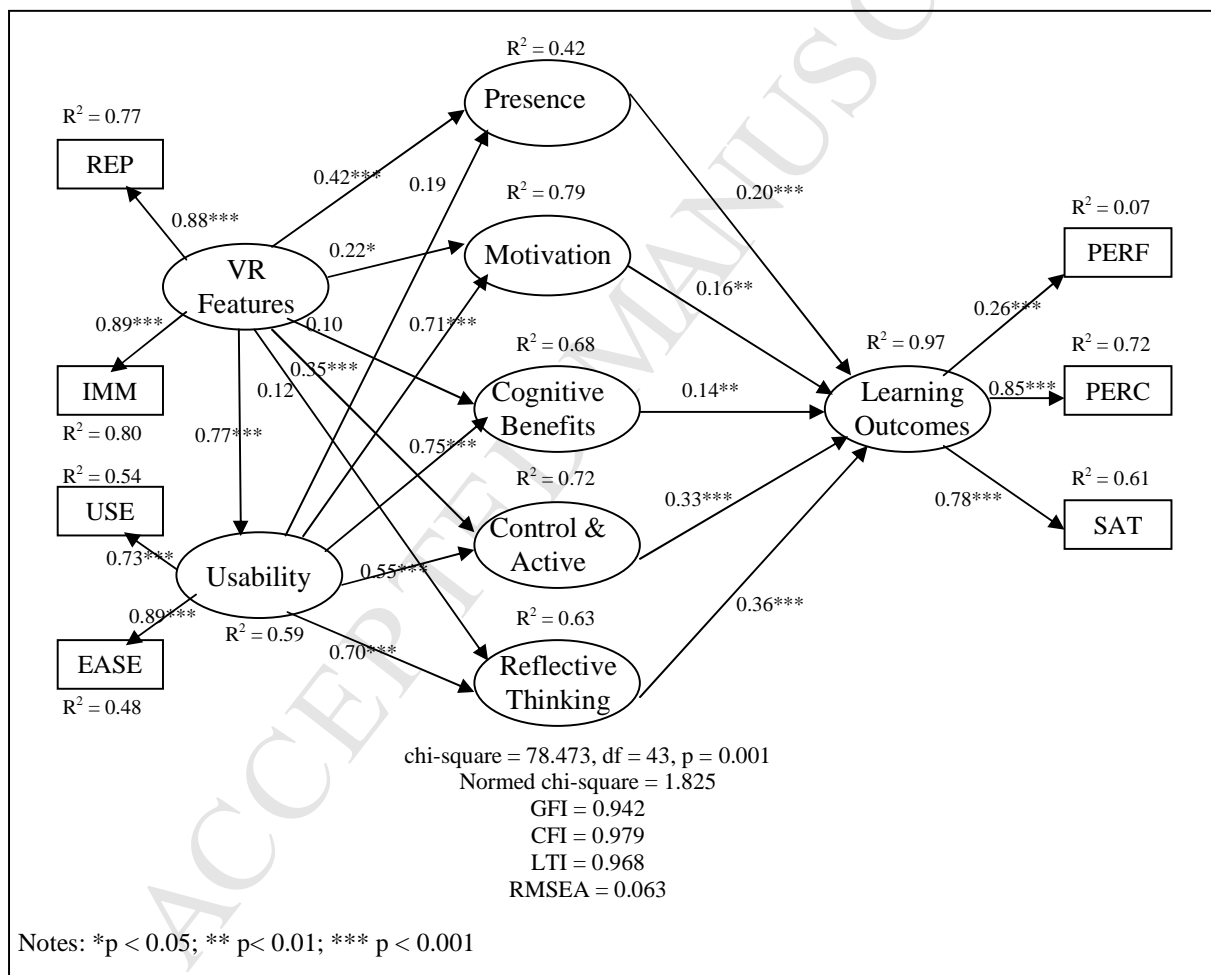 R² = 0.42
Presence
R² = 0.77
REP
0.42***
0.19
0.20***
0.88***
R² = 0.79
R² = 0.07
VR
Features
0.22*
Motivation
PERF
0.89***
0.10
0.71***
0.16**
0.26***
IMM
R² = 0.80
0.35***
0.12
R² = 0.68
R² = 0.97
R² = 0.72
Cognitive
Benefits
0.14**
Learning
Outcomes
0.85***
PERC
0.77***
0.75***
R² = 0.54
USE
R² = 0.72
R² = 0.61
0.73***
Usability
0.55***
Control &
Active
0.33***
0.78***
SAT
0.89***
R² = 0.59
R² = 0.63
0.36***
EASE
R² = 0.48
0.70***
Reflective
Thinking
chi-square = 78.473, df = 43, p = 0.001
Normed chi-square = 1.825
GFI = 0.942
CFI = 0.979
LTI = 0.968
RMSEA = 0.063
Notes: *p < 0.05; ** p< 0.01; *** p < 0.001
ACCEPTED MANUSC